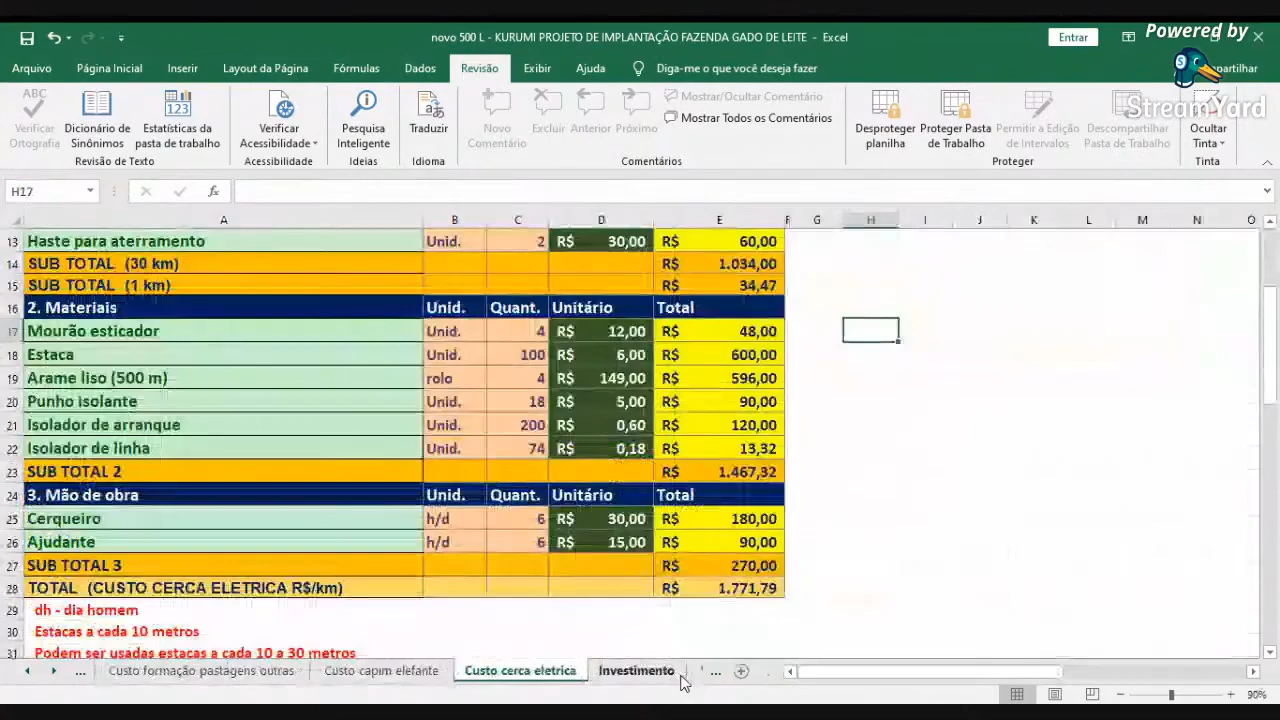 Powered by
StreamYard
novo 500 L - KURUMI PROJETO DE IMPLANTAÇÃO FAZENDA GADO DE LEITE - Excel
Entrar
Arquivo Página Inicial Inserir Layout da Página Fórmulas Dados Revisão Exibir Ajuda Diga-me o que você deseja fazer
Verificar Ortografia
Dicionário de Sinônimos
Estatísticas da pasta de trabalho
Verificar Acessibilidade
Pesquisa Inteligente
Traduzir
Novo Comentário
Excluir
Anterior
Próximo
Mostrar/Ocultar Comentário
Mostrar Todos os Comentários
Desproteger planilha
Proteger Pasta de Trabalho
Permitir a Edição de Intervalos
Descompartilhar Pasta de Trabalho
Ocultar Tinta
Revisão de Texto Acessibilidade Ideias Idioma Comentários Proteger Tinta
H17 fx
A B C D E F G H I J K L M N O
13 Haste para aterramento Unid. 2 R$ 30,00 R$ 60,00
14 SUB TOTAL (30 km) R$ 1.034,00
15 SUB TOTAL (1 km) R$ 34,47
16 2. Materiais Unid. Quant. Unitário Total
17 Mourão esticador Unid. 4 R$ 12,00 R$ 48,00
18 Estaca Unid. 100 R$ 6,00 R$ 600,00
19 Arame liso (500 m) rolo 4 R$ 149,00 R$ 596,00
20 Punho isolante Unid. 18 R$ 5,00 R$ 90,00
21 Isolador de arranque Unid. 200 R$ 0,60 R$ 120,00
22 Isolador de linha Unid. 74 R$ 0,18 R$ 13,32
23 SUB TOTAL 2 R$ 1.467,32
24 3. Mão de obra Unid. Quant. Unitário Total
25 Cerqueiro h/d 6 R$ 30,00 R$ 180,00
26 Ajudante h/d 6 R$ 15,00 R$ 90,00
27 SUB TOTAL 3 R$ 270,00
28 TOTAL (CUSTO CERCA ELETRICA R$/km) R$ 1.771,79
29 dh - dia homem
30 Estacas a cada 10 metros
31 Podem ser usadas estacas a cada 10 a 30 metros
... Custo formação pastagens outras Custo capim elefante Custo cerca eletrica Investimento ...
90%